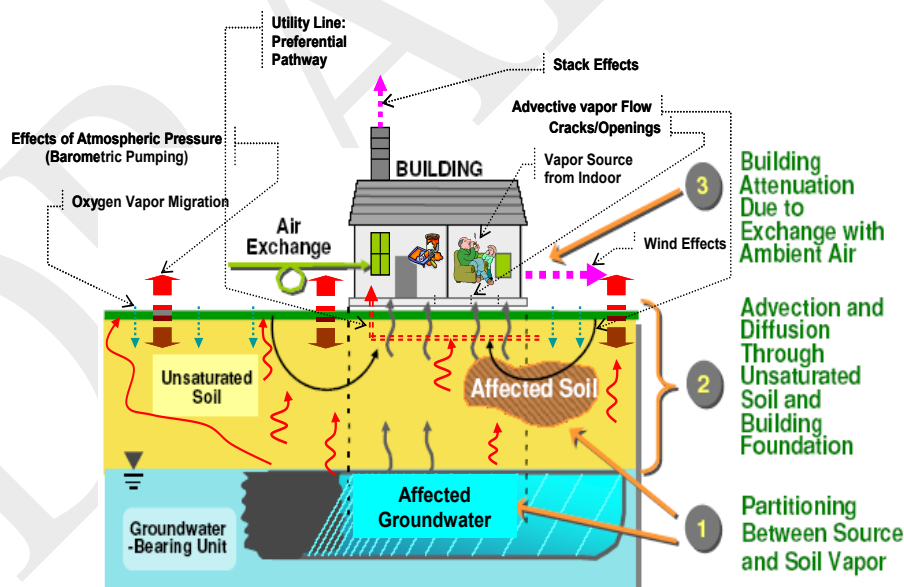 Utility Line:
Preferential
Pathway
Stack Effects
Advective vapor Flow
Cracks/Openings
Effects of Atmospheric Pressure
(Barometric Pumping)
BUILDING
Vapor Source
from Indoor
Oxygen Vapor Migration
Air
Exchange
Wind Effects
3
Building
Attenuation
Due to
Exchange with
Ambient Air
Unsaturated
Soil
Affected Soil
2
Advection and
Diffusion
Through
Unsaturated
Soil and
Building
Foundation
Affected
Groundwater
Groundwater
-Bearing Unit
1
Partitioning
Between Source
and Soil Vapor